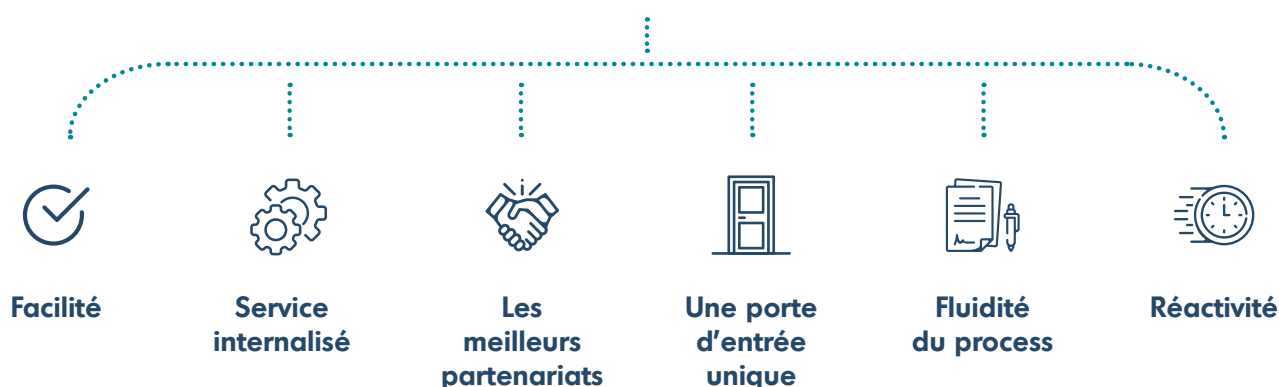 Facilité
Service
internalisé
Les
meilleurs
partenariats
Une porte
d'entrée
unique
Fluidité
du process
Réactivité